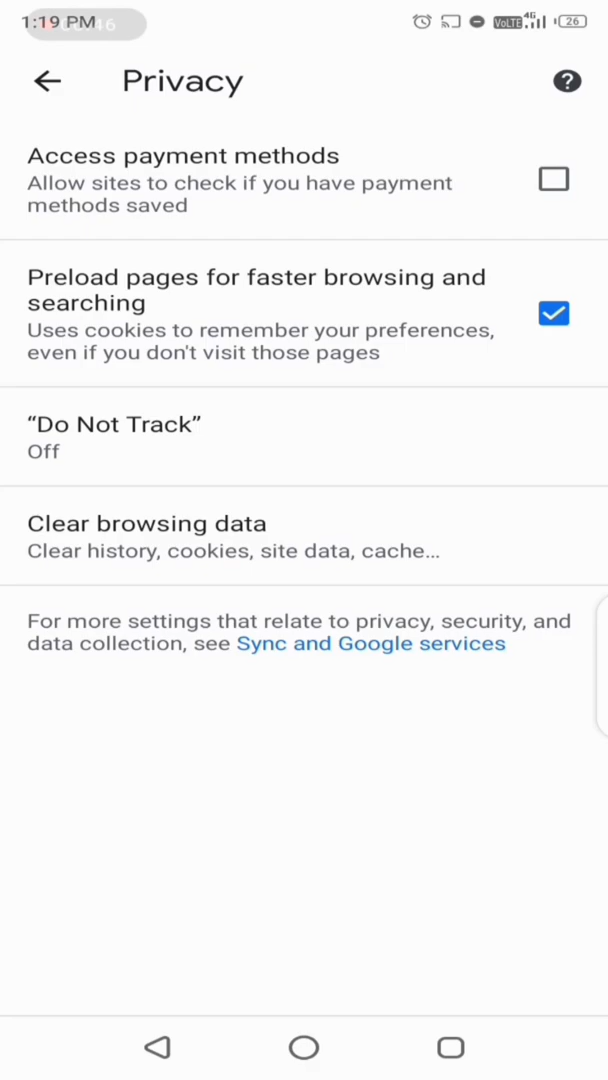 1:19 PM
VoLTE 4G 26
Privacy
Access payment methods
Allow sites to check if you have payment
methods saved
Preload pages for faster browsing and
searching
Uses cookies to remember your preferences,
even if you don't visit those pages
“Do Not Track”
Off
Clear browsing data
Clear history, cookies, site data, cache...
For more settings that relate to privacy, security, and
data collection, see Sync and Google services